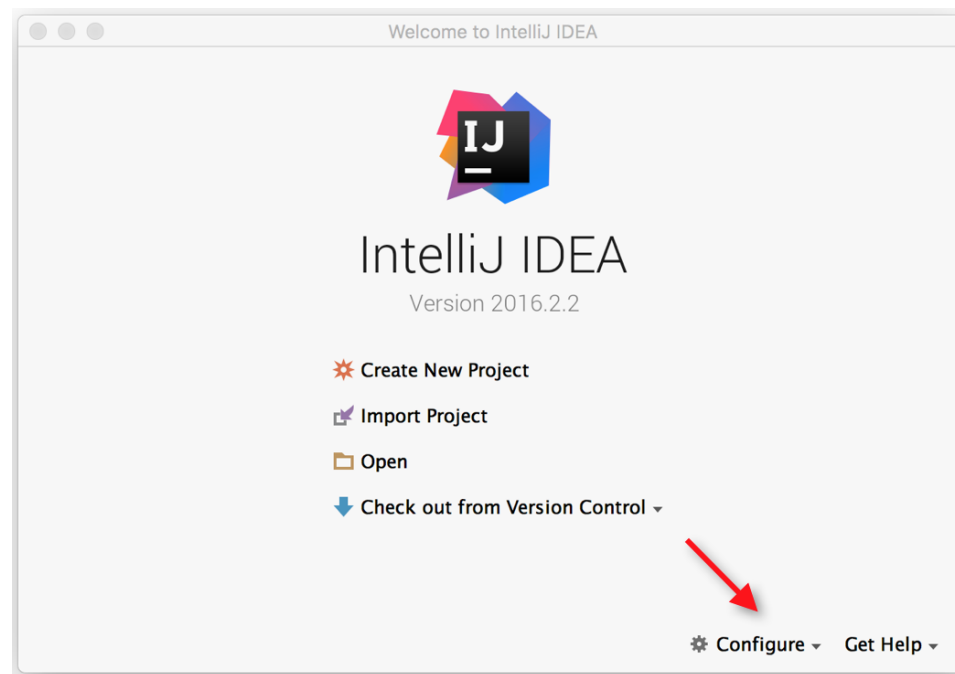 Welcome to IntelliJ IDEA
IJ
IntelliJ IDEA
Version 2016.2.2
Create New Project
Import Project
Open
Check out from Version Control
Configure
Get Help